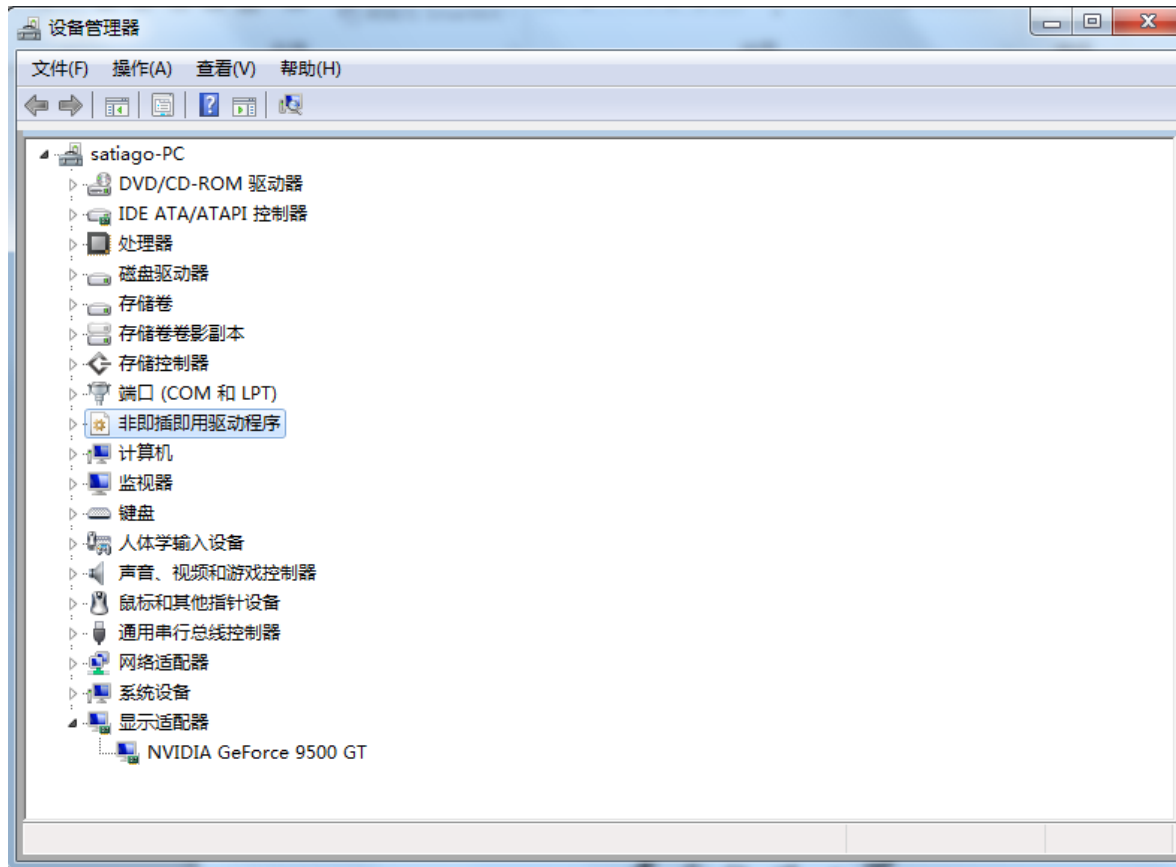 设备管理器
文件(F) 操作(A) 查看(V) 帮助(H)
satiago-PC
DVD/CD-ROM 驱动器
IDE ATA/ATAPI 控制器
处理器
磁盘驱动器
存储卷
存储卷卷影副本
存储控制器
端口 (COM 和 LPT)
非即插即用驱动程序
计算机
监视器
键盘
人体学输入设备
声音、视频和游戏控制器
鼠标和其他指针设备
通用串行总线控制器
网络适配器
系统设备
显示适配器
NVIDIA GeForce 9500 GT